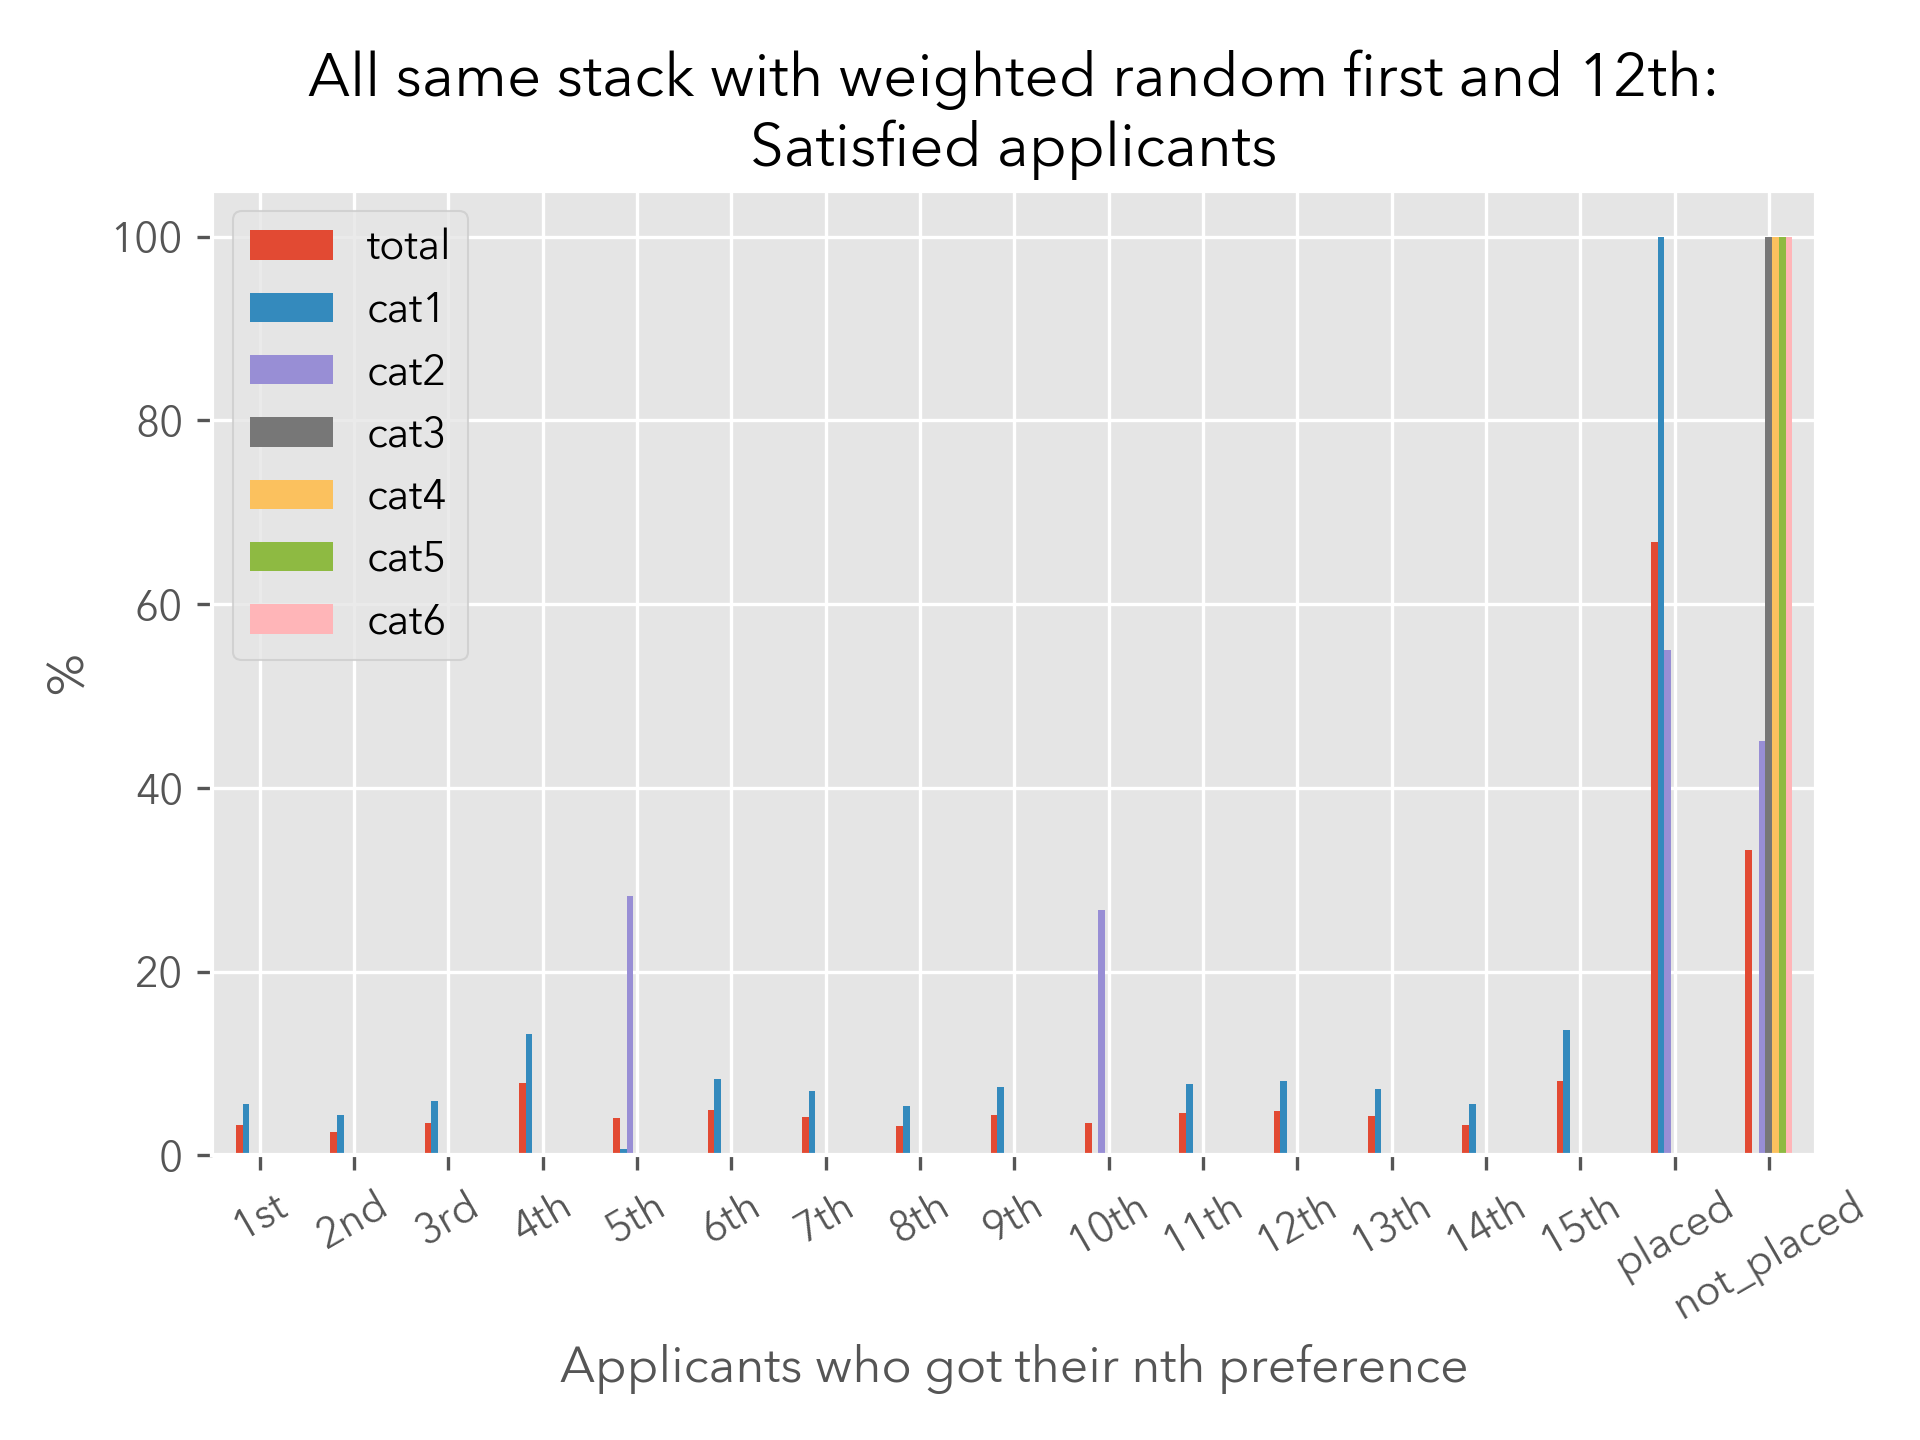 All same stack with weighted random first and 12th:
Satisfied applicants
total
cat1
cat2
cat3
cat4
cat5
cat6
100
80
60
40
20
0
%
1st 2nd 3rd 4th 5th 6th 7th 8th 9th 10th 11th 12th 13th 14th 15th placed not_placed
Applicants who got their nth preference